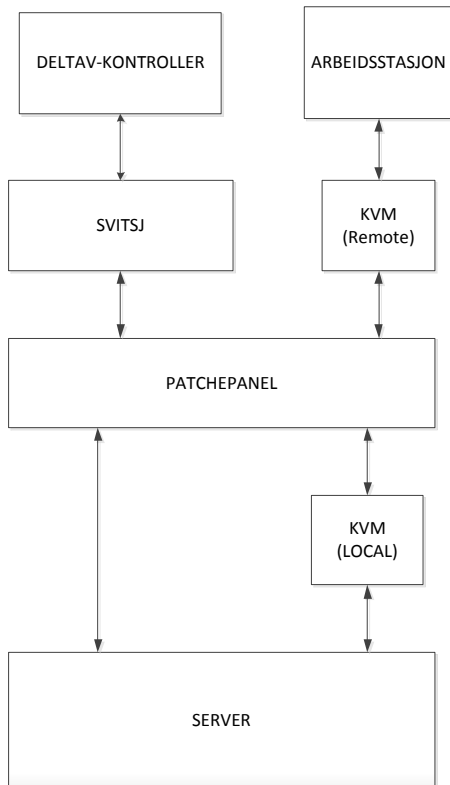 DELTAV-KONTROLLER
ARBEIDSSTASJON
SVITSJ
KVM
(Remote)
PATCHEPANEL
KVM
(LOCAL)
SERVER